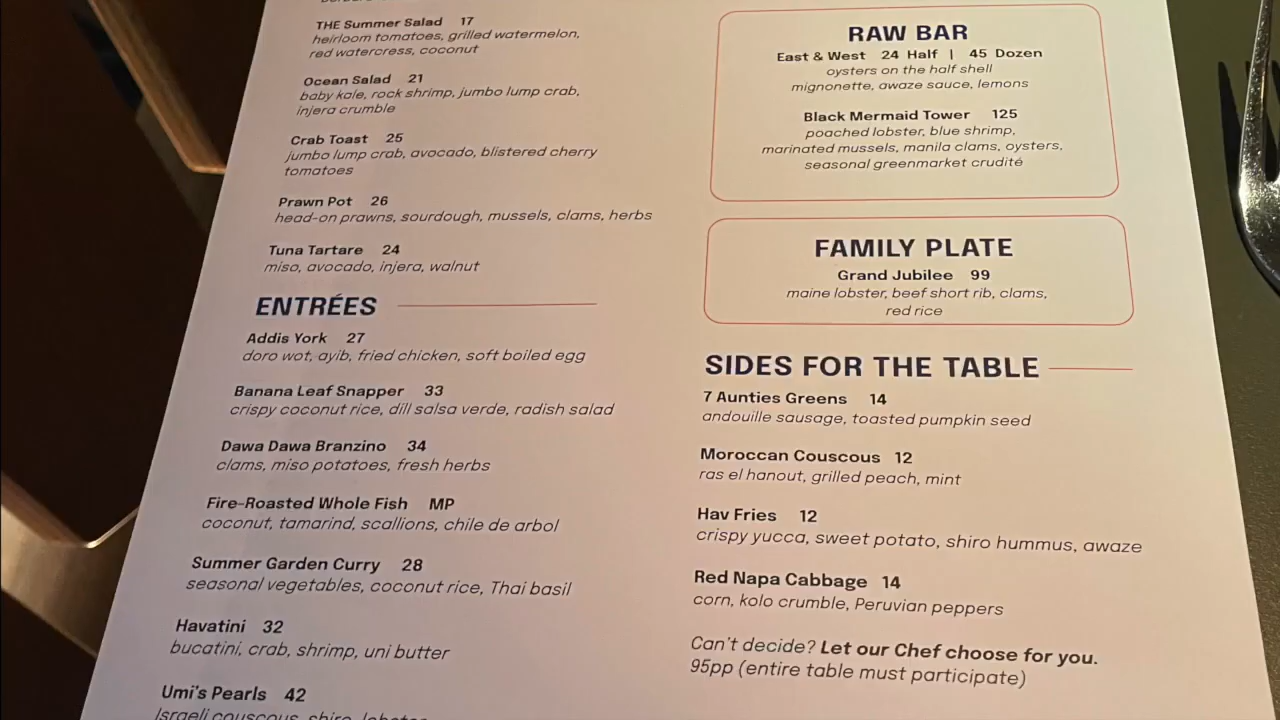 THE Summer Salad 17
heirloom tomatoes, grilled watermelon,
red watercress, coconut
Ocean Salad 21
baby kale, rock shrimp, jumbo lump crab,
injera crumble
Crab Toast 25
jumbo lump crab, avocado, blistered cherry
tomatoes
Prawn Pot 26
head-on prawns, sourdough, mussels, clams, herbs
Tuna Tartare 24
miso, avocado, injera, walnut
ENTRÉES
Addis York 27
doro wot, ayib, fried chicken, soft boiled egg
Banana Leaf Snapper 33
crispy coconut rice, dill salsa verde, radish salad
Dawa Dawa Branzino 34
clams, miso potatoes, fresh herbs
Fire-Roasted Whole Fish MP
coconut, tamarind, scallions, chile de arbol
Summer Garden Curry 28
seasonal vegetables, coconut rice, Thai basil
Havatini 32
bucatini, crab, shrimp, uni butter
Umi's Pearls 42
Israeli couscous, shiro, lobster
RAW BAR
East & West 24 Half | 45 Dozen
oysters on the half shell
mignonette, awaze sauce, lemons
Black Mermaid Tower 125
poached lobster, blue shrimp,
marinated mussels, manila clams, oysters,
seasonal greenmarket crudité
FAMILY PLATE
Grand Jubilee 99
maine lobster, beef short rib, clams,
red rice
SIDES FOR THE TABLE
7 Aunties Greens 14
andouille sausage, toasted pumpkin seed
Moroccan Couscous 12
ras el hanout, grilled peach, mint
Hav Fries 12
crispy yucca, sweet potato, shiro hummus, awaze
Red Napa Cabbage 14
corn, kolo crumble, Peruvian peppers
Can't decide? Let our Chef choose for you.
95pp (entire table must participate)